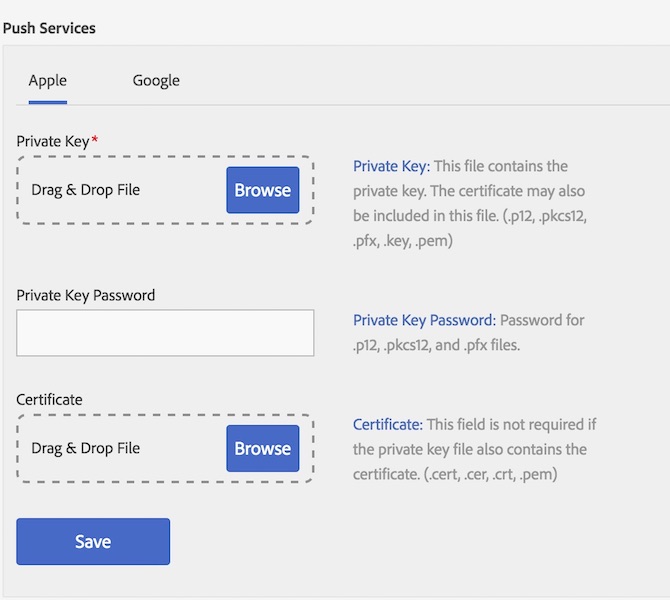 Push Services
Apple
Google
Private Key*
Drag & Drop File
Browse
Private Key: This file contains the
private key. The certificate may also
be included in this file. (.p12, .pkcs12,
.pfx, .key, .pem)
Private Key Password
Private Key Password: Password for
.p12, .pkcs12, and .pfx files.
Certificate
Drag & Drop File
Browse
Certificate: This field is not required if
the private key file also contains the
certificate. (.cert, .cer, .crt, .pem)
Save